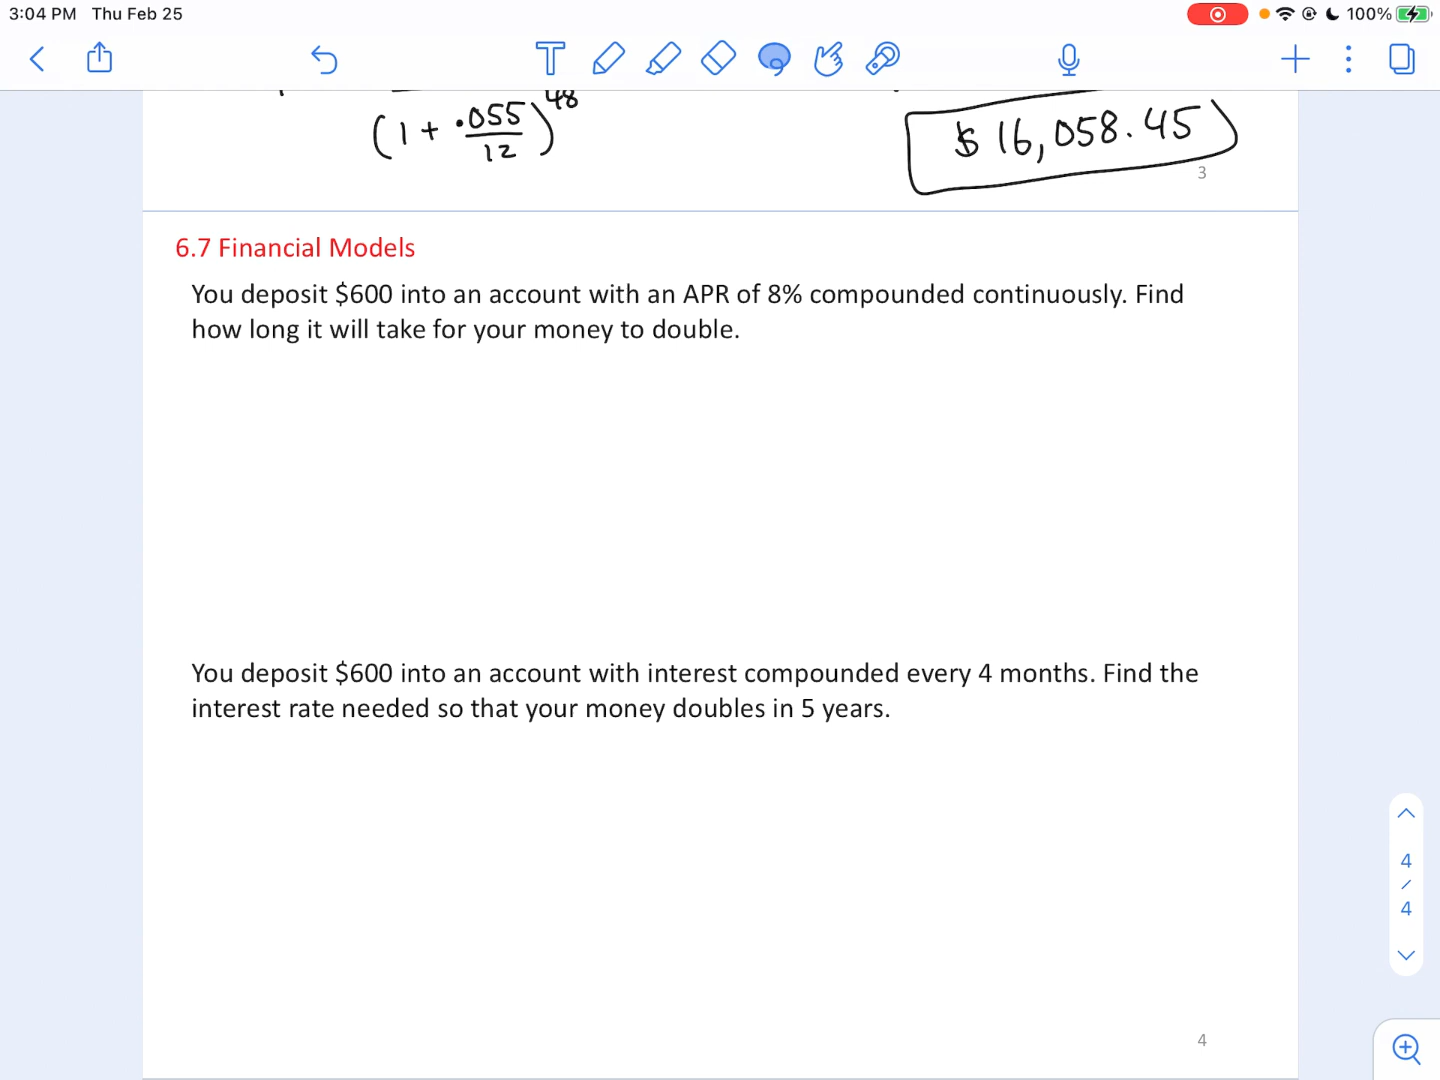 3:04 PM Thu Feb 25
100%
48
(1 + .055/12)
$ 16,058.45
3
6.7 Financial Models
You deposit $600 into an account with an APR of 8% compounded continuously. Find
how long it will take for your money to double.
You deposit $600 into an account with interest compounded every 4 months. Find the
interest rate needed so that your money doubles in 5 years.
4
/
4
4